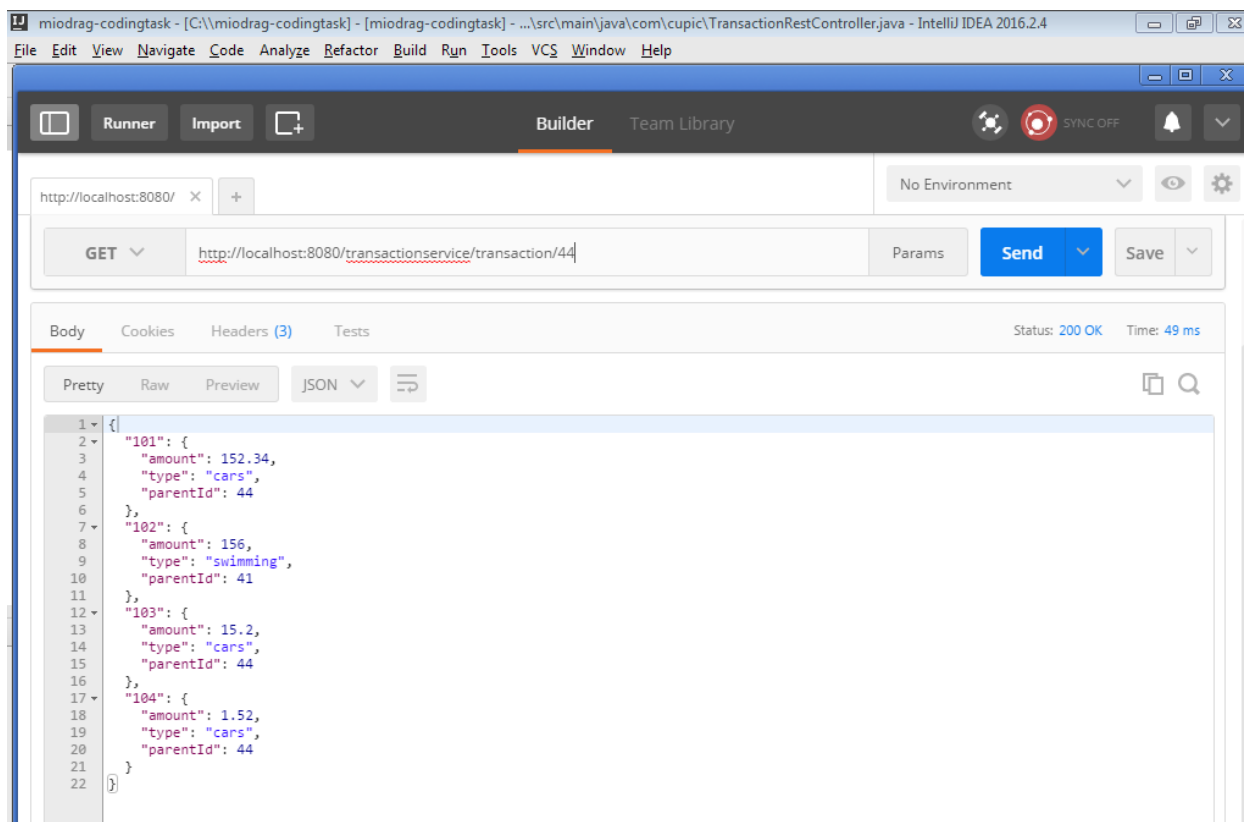 miodrag-codingtask - [C:\\miodrag-codingtask] - [miodrag-codingtask] - ...\src\main\java\com\cupic\TransactionRestController.java - IntelliJ IDEA 2016.2.4
File Edit View Navigate Code Analyze Refactor Build Run Tools VCS Window Help
Runner Import Builder Team Library SYNC OFF
http://localhost:8080/ No Environment
GET http://localhost:8080/transactionservice/transaction/44 Params Send Save
Body Cookies Headers (3) Tests Status: 200 OK Time: 49 ms
Pretty Raw Preview JSON
1 {
2 "101": {
3 "amount": 152.34,
4 "type": "cars",
5 "parentId": 44
6 },
7 "102": {
8 "amount": 156,
9 "type": "swimming",
10 "parentId": 41
11 },
12 "103": {
13 "amount": 15.2,
14 "type": "cars",
15 "parentId": 44
16 },
17 "104": {
18 "amount": 1.52,
19 "type": "cars",
20 "parentId": 44
21 }
22 }